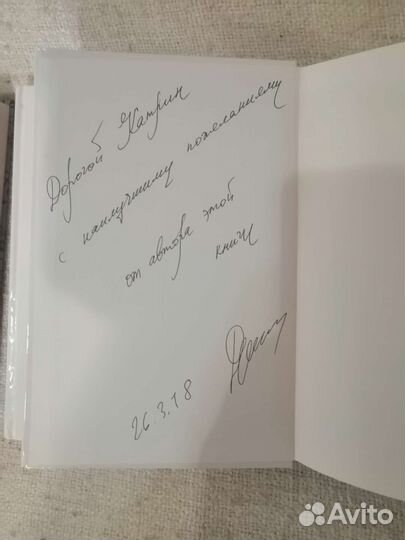 Дорогой Катрин
с наилучшими пожеланиями
от автора этой
книги
26.3.18
Avito